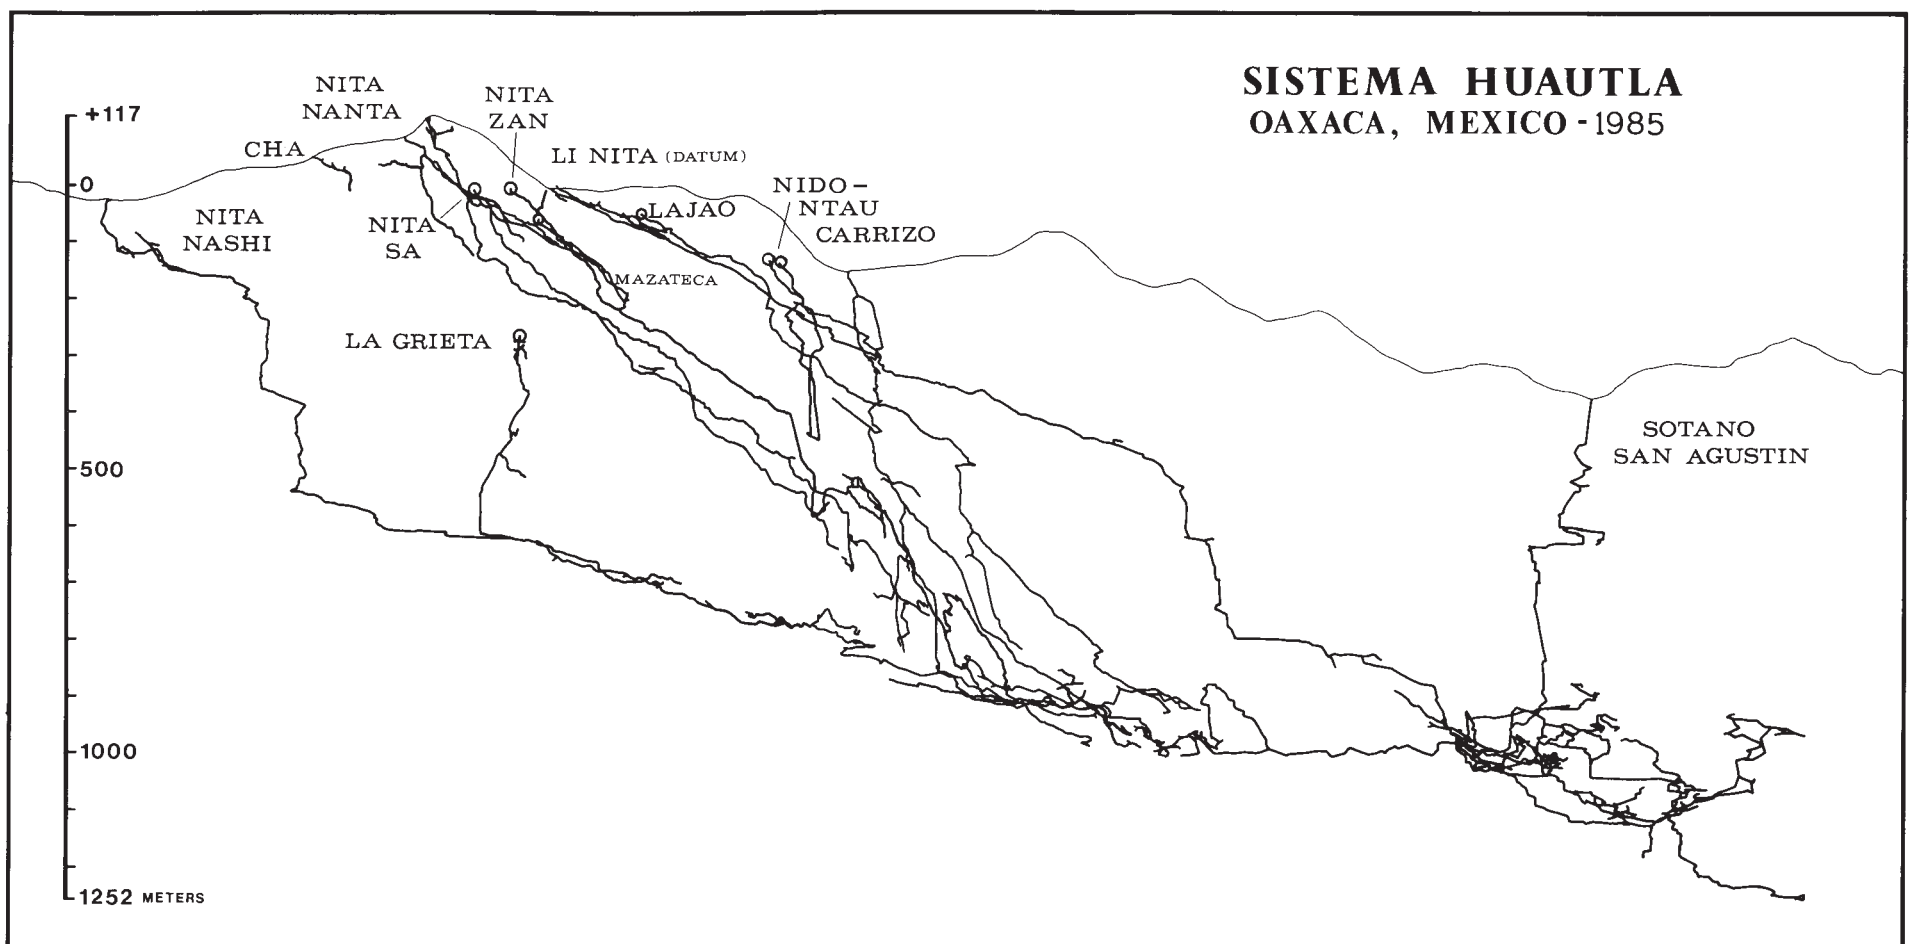 SISTEMA HUAUTLA
OAXACA, MEXICO - 1985
NITA
NANTA
NITA
ZAN
+117
CHA
LI NITA (DATUM)
0
NIDO-
NTAU
LAJAO
CARRIZO
NITA
NASHI
NITA
SA
MAZATECA
LA GRIETA
SOTANO
SAN AGUSTIN
500
1000
1252 METERS